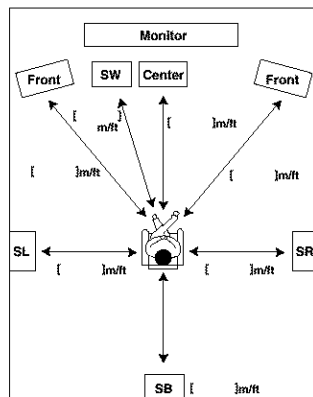 Monitor
Front
SW
Center
Front
[ ]
m/ft
[ ]m/ft
[ ]m/ft
[ ]m/ft
SL
SR
[ ]m/ft
[ ]m/ft
SB
[ ]m/ft